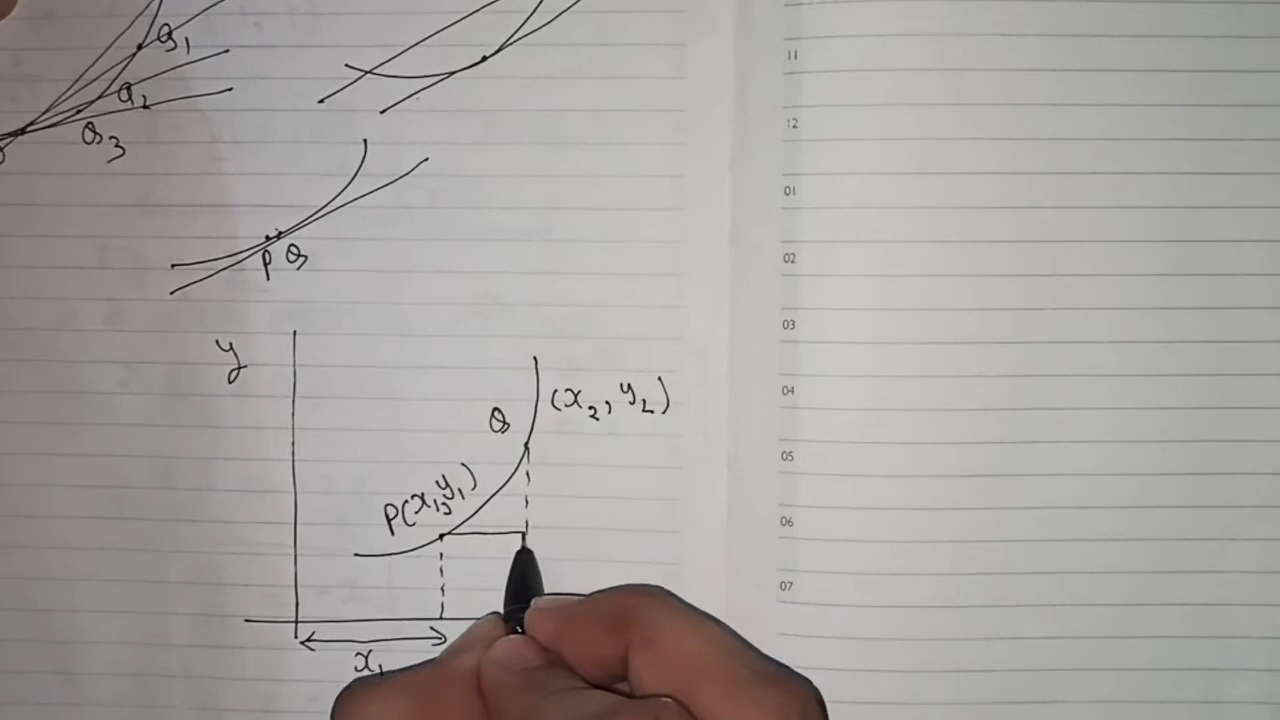 Q1
Q2
Q3
P Q
y
Q (x2, y2)
P(x1, y1)
x1
11
12
01
02
03
04
05
06
07